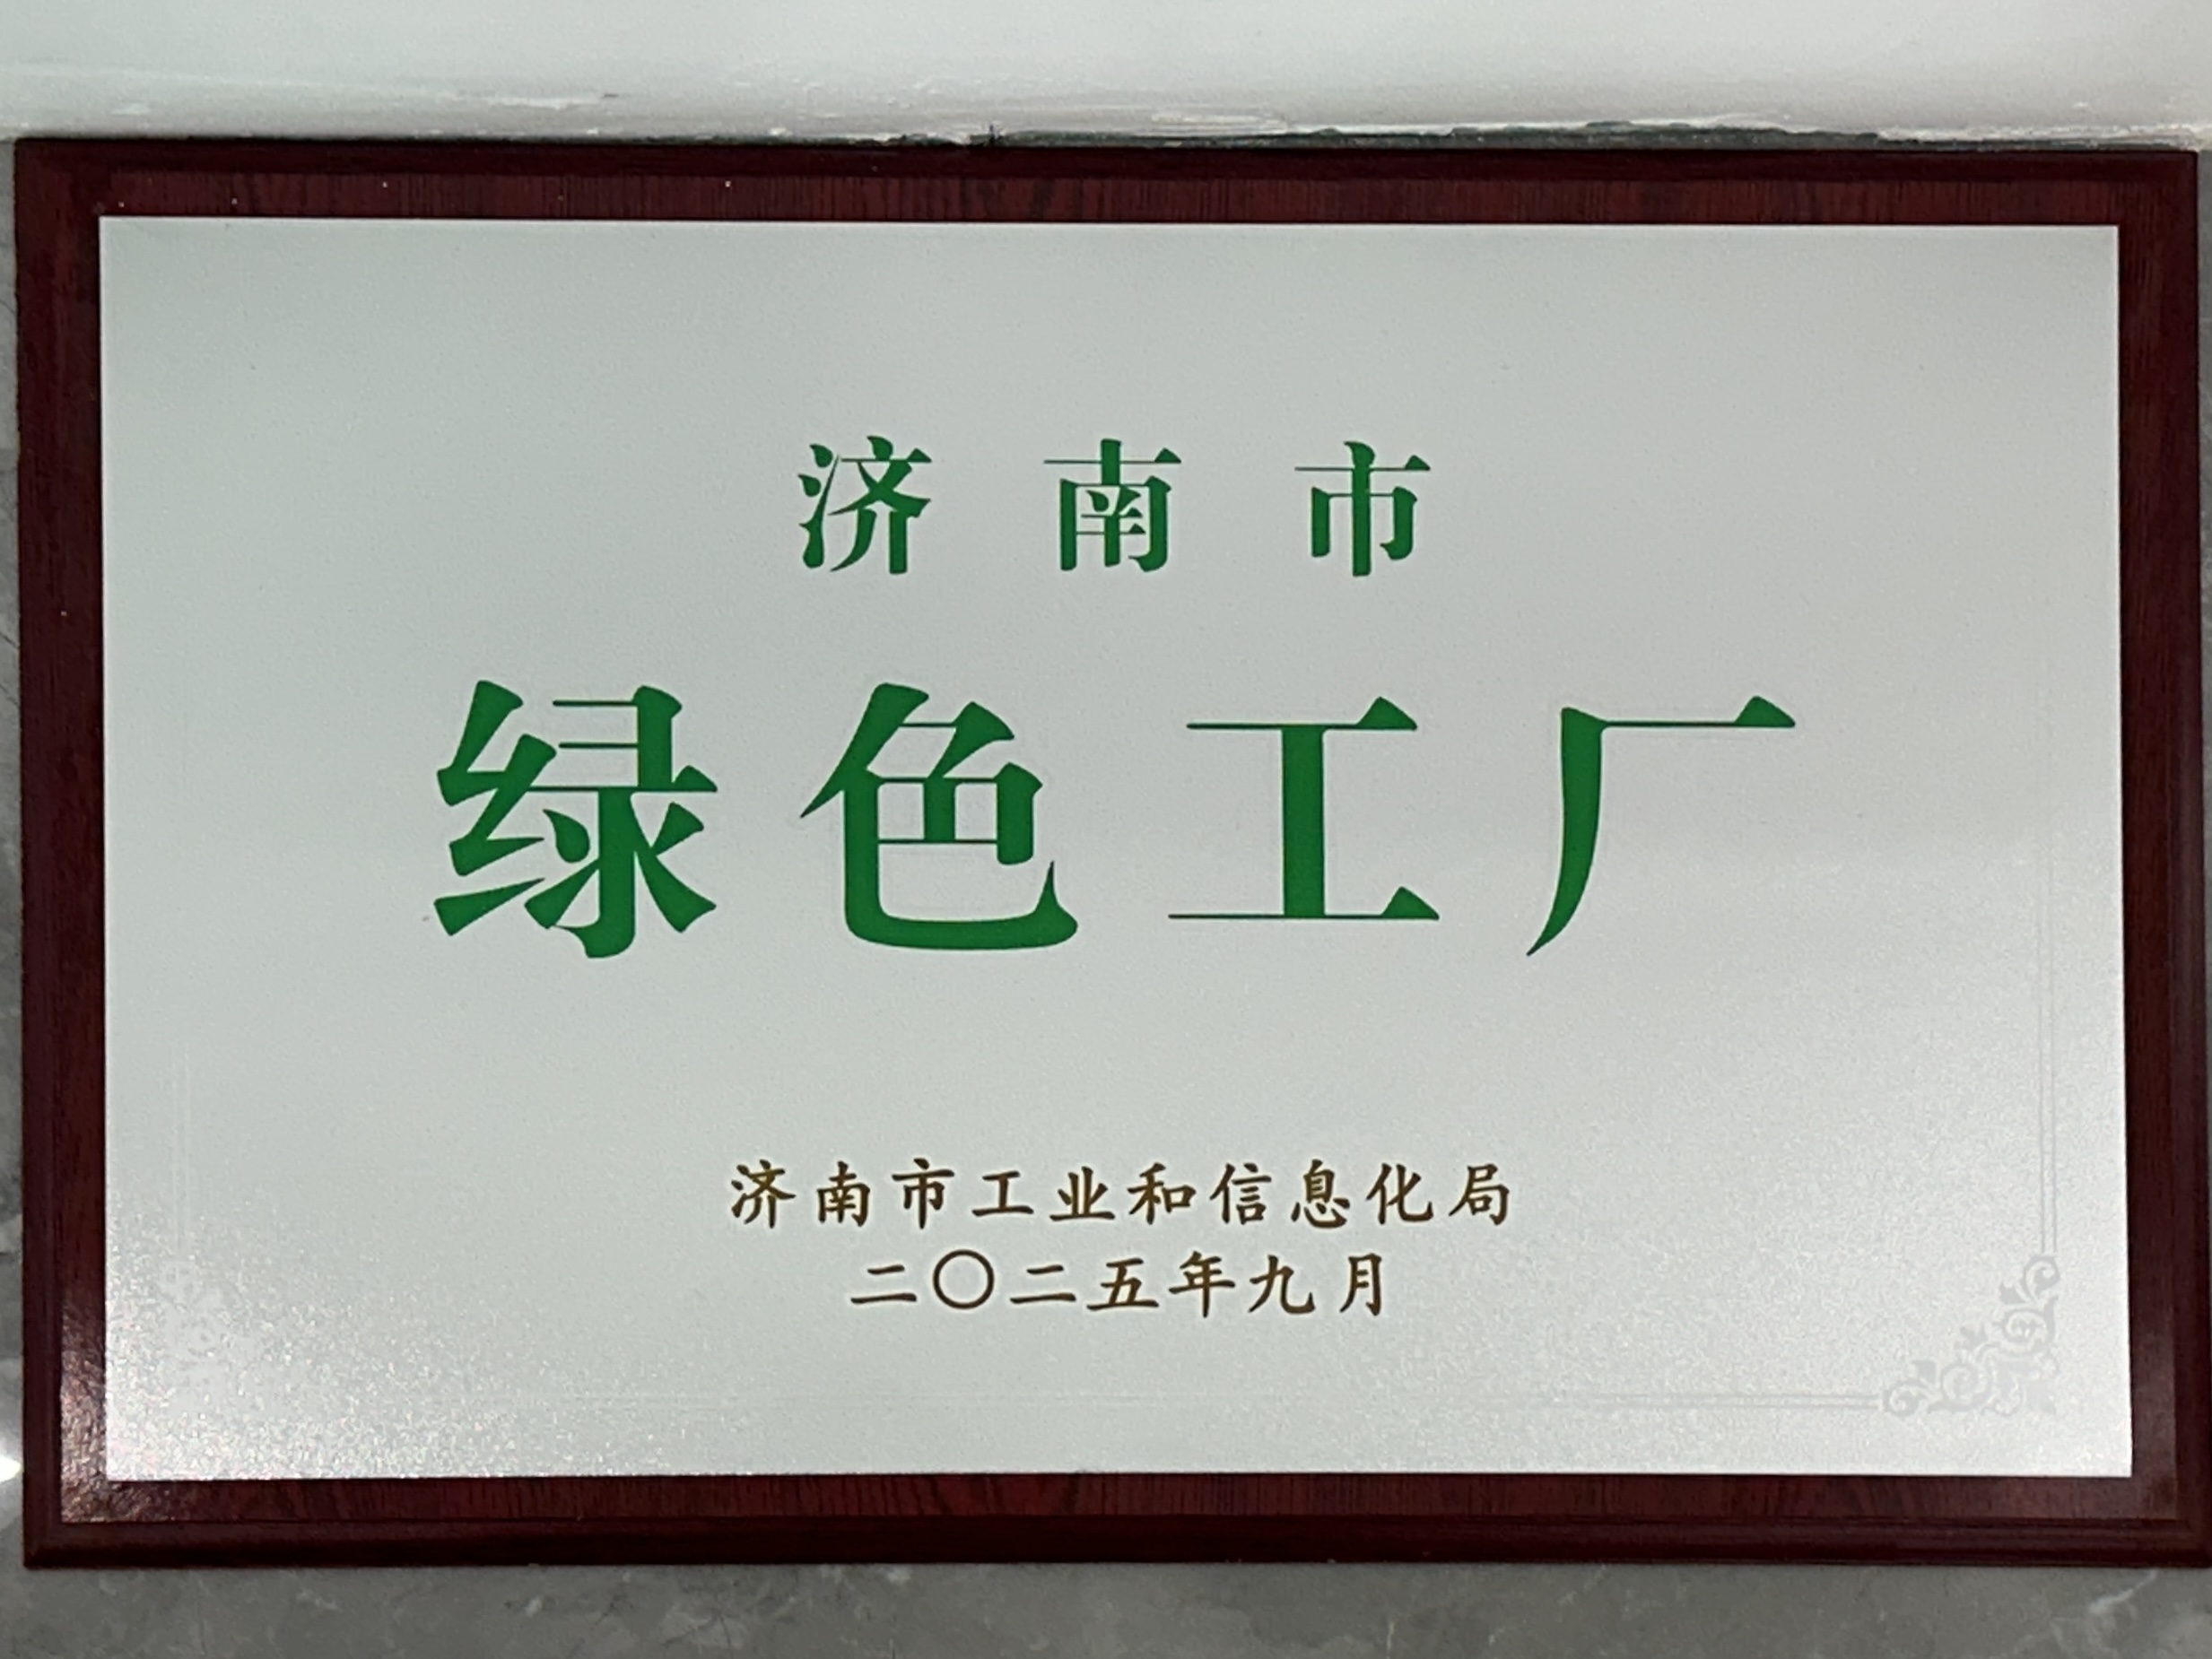 济南市
绿色工厂
济南市工业和信息化局
二〇二五年九月